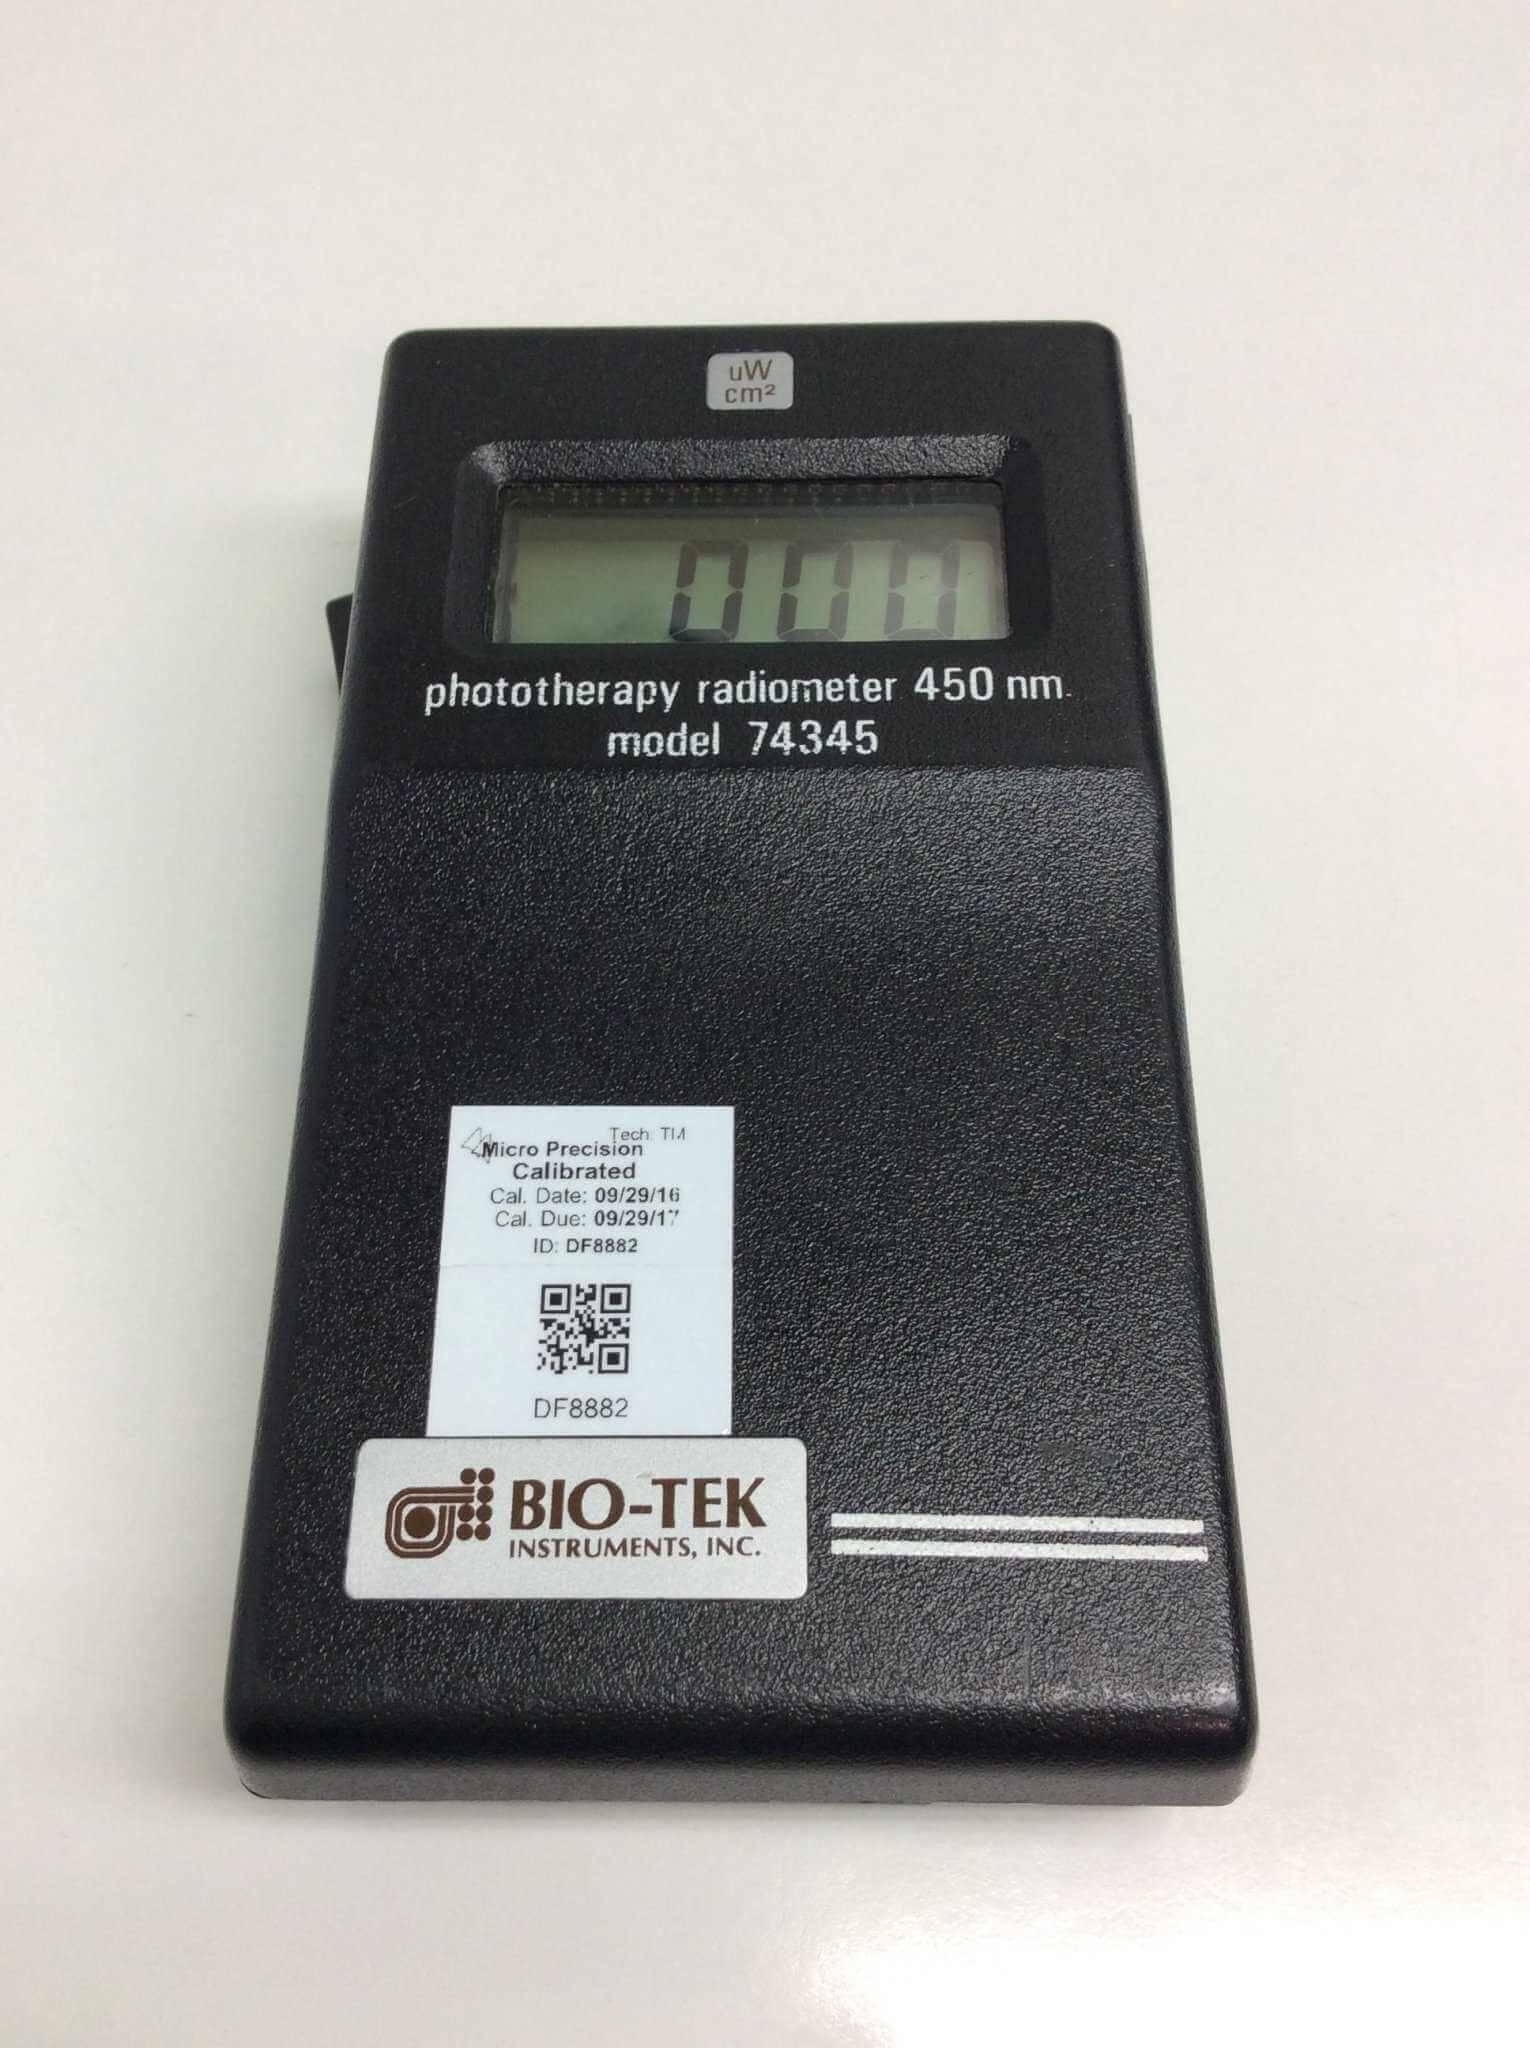 uW
cm²
000
phototherapy radiometer 450 nm
model 74345
Tech: TM
Micro Precision
Calibrated
Cal. Date: 09/29/16
Cal. Due: 09/29/17
ID: DF8882
DF8882
BIO-TEK
INSTRUMENTS, INC.